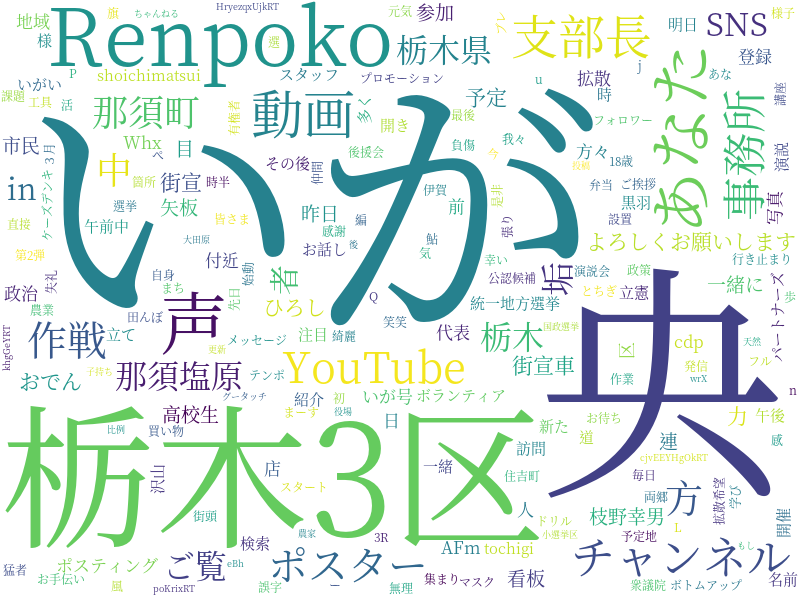 ちゃんねる
HryezqxUjkRT
元気
参加
様子
旗
地域
様
Renpoko
選
栃木県
プレ
支部長
明日
SNS
登録
いがい
P
shoichimatsui
スタッフ
プロモーション
u
拡散
j
あな
課題
工具
活
那須町
有権者
動画
多く
予定
時
あなた
事務所
講座
最後
開き
フォロワー
市民
3月
Whx
ペ
目
その後
後援会
負傷
我々
方々
18歳
演説
ケーズデンキ
箇所
中
街宣
時半
仲間
今
投稿
in
矢板
伊賀
是非
弁当
ご挨拶
写真
直接
選挙
皆さま
昨日
編
前
張り
黒羽
設置
午前中
感謝
鮎
よろしくお願いします
第2弾
大田原
お話し
後
気
行き止まり
いが
付近
者
幸い
垢
演説会
政策
政治
失礼
自身
始動
公認候補
とちぎ
立憲
一緒に
まち
先日
Q
統一地方選挙
パートナーズ
歩
農業
田んぼ
声
ひろし
khgOeYRT
作戦
立て
メッセージ
注目
綺麗
笑笑
代表
栃木
国政選挙
区
cdp
天然
更新
発信
フル
おでん
子持ち
那須塩原
テンポ
YouTube
街宣車
作業
wrX
央
グータッチ
紹介
初
いが号
ボランティア
n
高校生
まーす
役場
日
新た
お待ち
力
午後
栃木3区
比例
買い物
道
連
感
沢山
店
一緒
訪問
cjvEEYHgOkRT
住吉町
方
毎日
スタート
人
両郷
拡散希望
学び
街頭
枝野幸男
開催
検索
農家
3R
ドリル
L
AFm
tochigi
小選挙区
予定地
もし
ポスティング
ご覧
eBh
ポスター
チャンネル
猛者
お手伝い
風
誤字
ー
無理
集まり
マスク
看板
衆議院
ボトムアップ
名前
poKrixRT